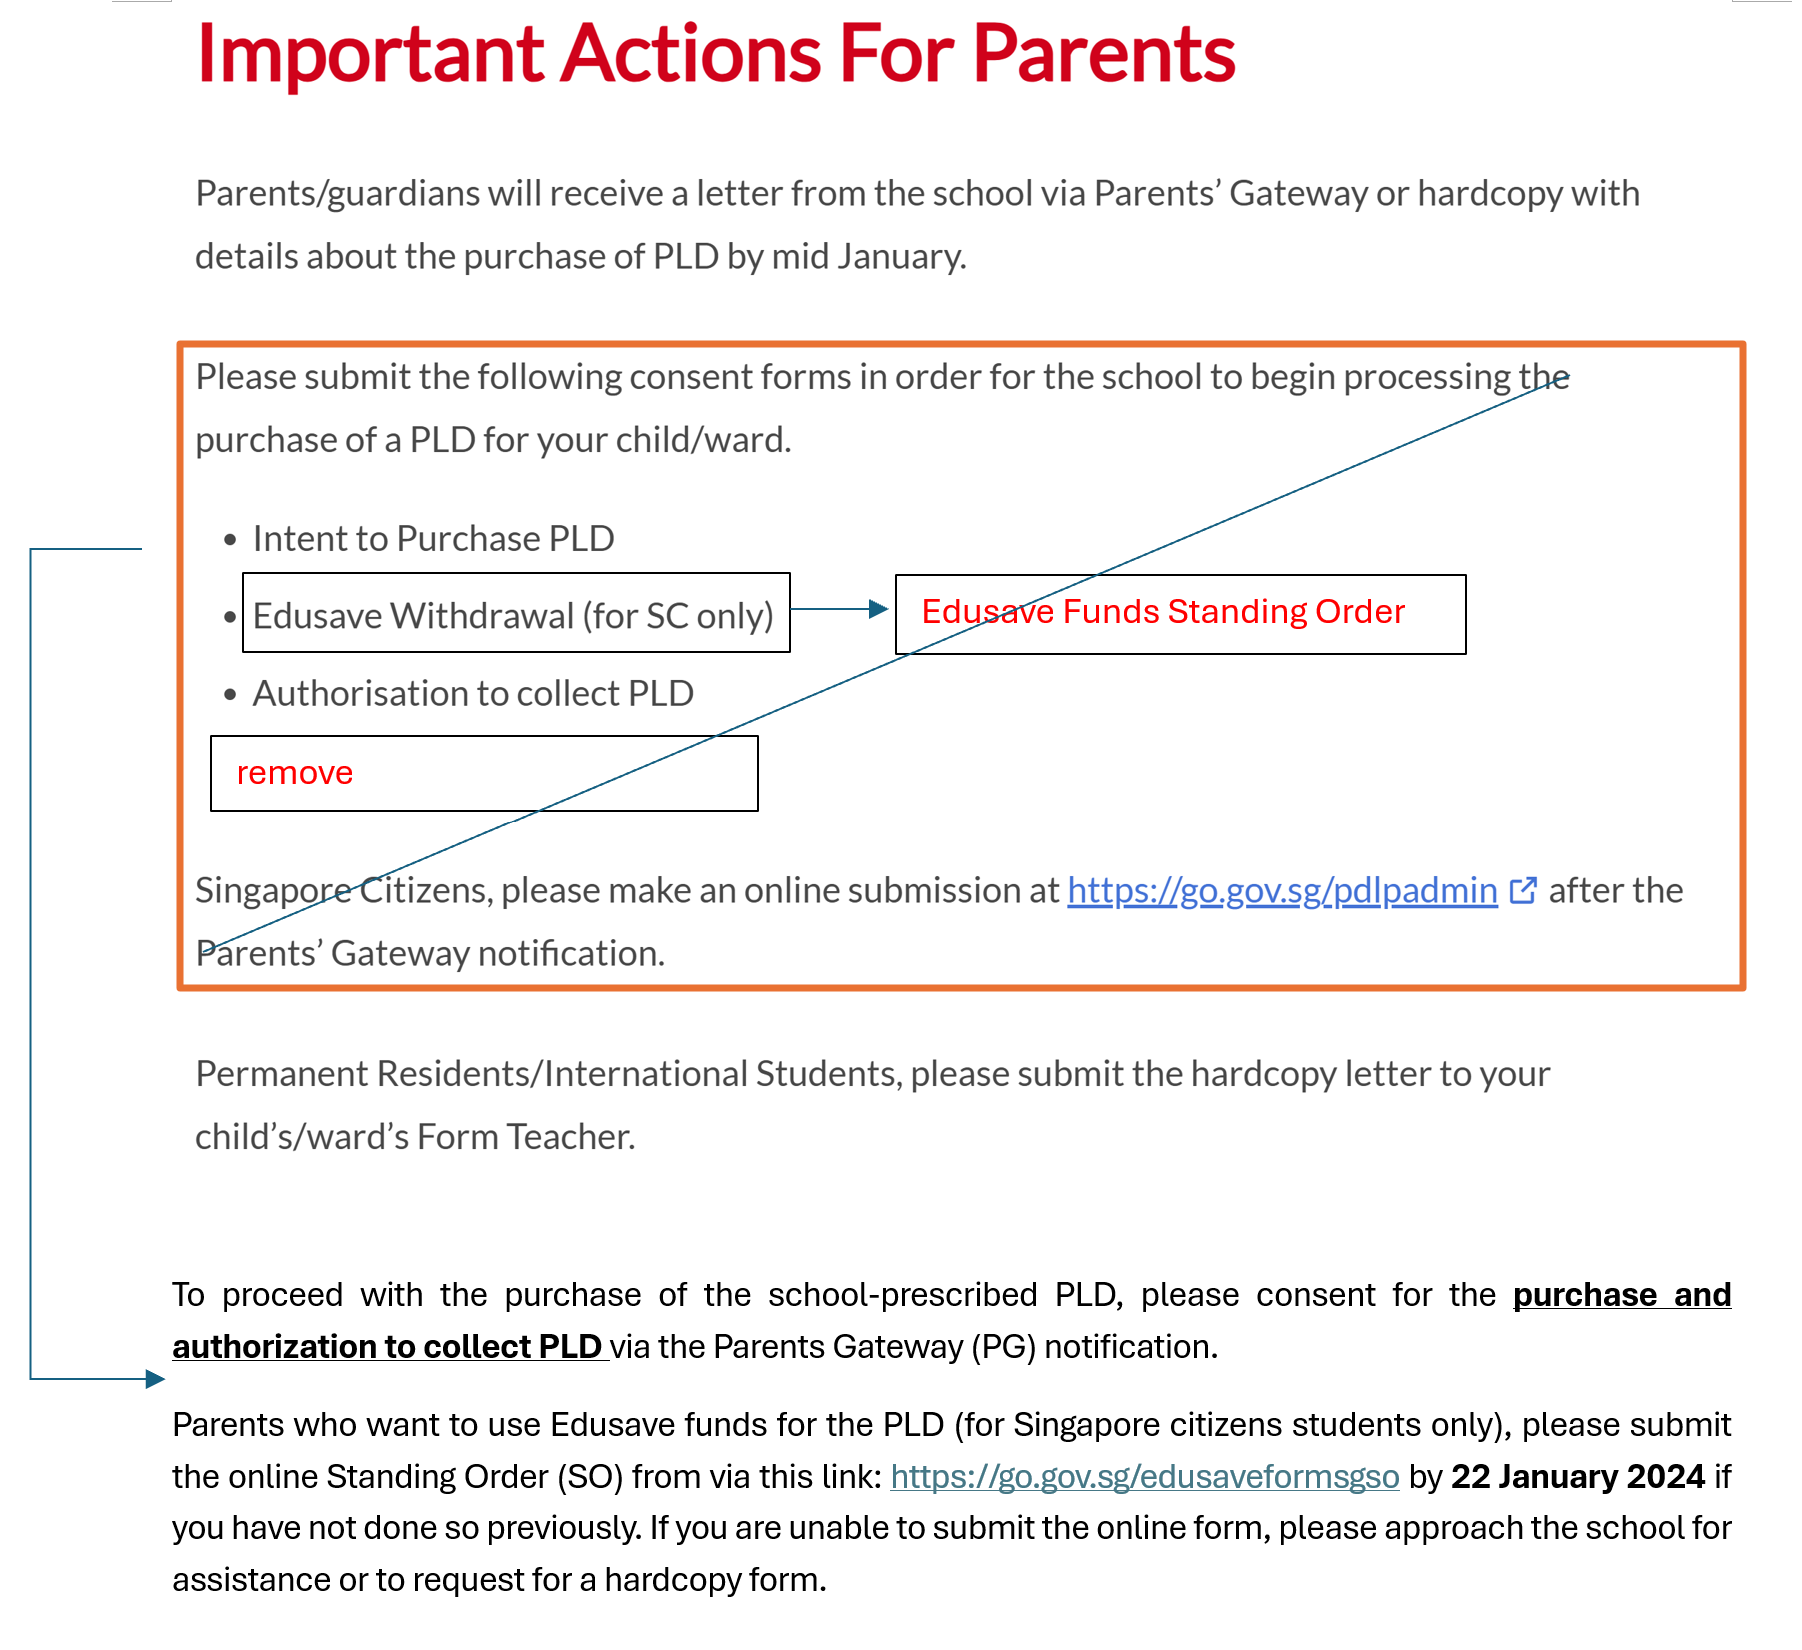 Important Actions For Parents
Parents/guardians will receive a letter from the school via Parents’ Gateway or hardcopy with
details about the purchase of PLD by mid January.
Please submit the following consent forms in order for the school to begin processing the
purchase of a PLD for your child/ward.
• Intent to Purchase PLD
• Edusave Withdrawal (for SC only)
Edusave Funds Standing Order
• Authorisation to collect PLD
remove
Singapore Citizens, please make an online submission at https://go.gov.sg/pdlpadmin after the
Parents’ Gateway notification.
Permanent Residents/International Students, please submit the hardcopy letter to your
child’s/ward’s Form Teacher.
To proceed with the purchase of the school-prescribed PLD, please consent for the purchase and
authorization to collect PLD via the Parents Gateway (PG) notification.
Parents who want to use Edusave funds for the PLD (for Singapore citizens students only), please submit
the online Standing Order (SO) from via this link: https://go.gov.sg/edusaveformsgso by 22 January 2024 if
you have not done so previously. If you are unable to submit the online form, please approach the school for
assistance or to request for a hardcopy form.